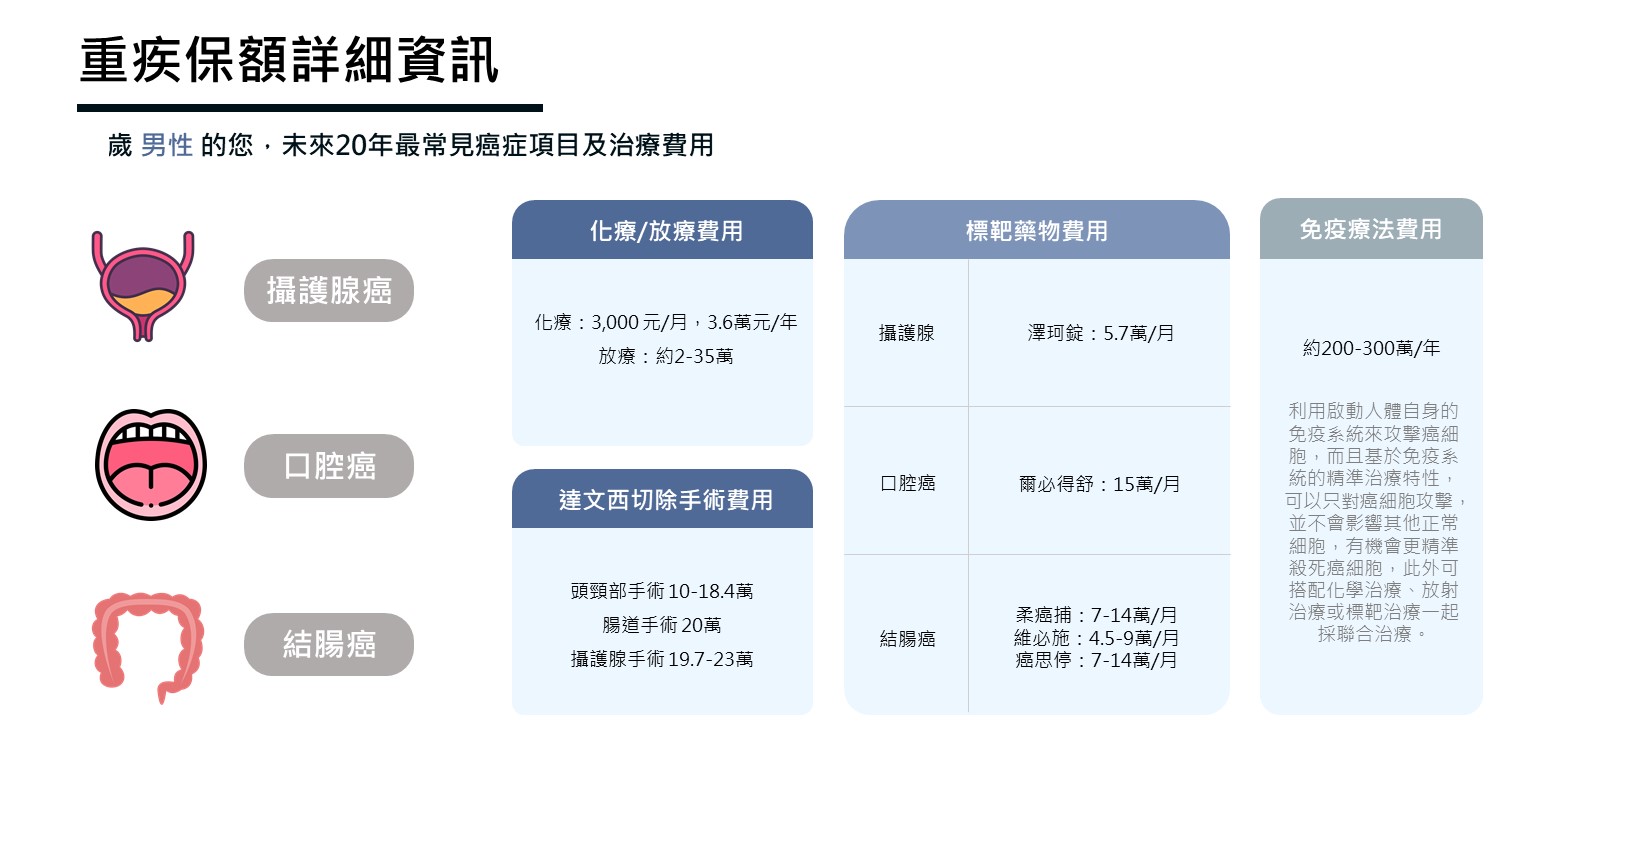 重疾保額詳細資訊
歲 男性 的您，未來20年最常見癌症項目及治療費用
攝護腺癌
口腔癌
結腸癌
化療/放療費用
化療：3,000 元/月，3.6萬元/年
放療：約2-35萬
達文西切除手術費用
頭頸部手術 10-18.4萬
腸道手術 20萬
攝護腺手術 19.7-23萬
標靶藥物費用
攝護腺
澤珂錠：5.7萬/月
口腔癌
爾必得舒：15萬/月
結腸癌
柔癌捕：7-14萬/月
維必施：4.5-9萬/月
癌思停：7-14萬/月
免疫療法費用
約200-300萬/年
利用啟動人體自身的
免疫系統來攻擊癌細
胞，而且基於免疫系
統的精準治療特性，
可以只對癌細胞攻擊，
並不會影響其他正常
細胞，有機會更精準
殺死癌細胞，此外可
搭配化學治療、放射
治療或標靶治療一起
採聯合治療。